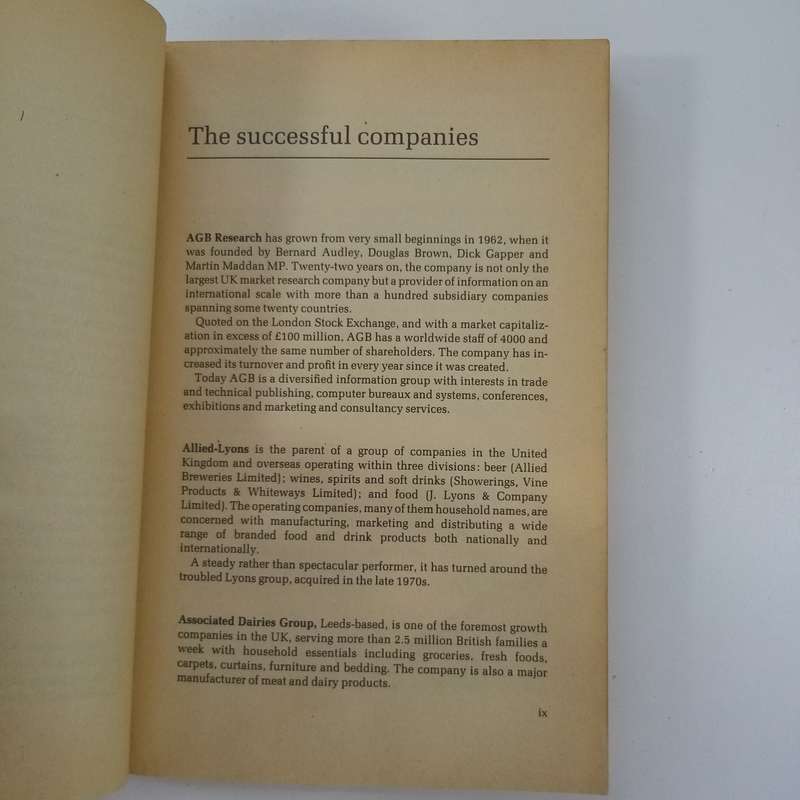 The successful companies
AGB Research has grown from very small beginnings in 1962, when it
was founded by Bernard Audley, Douglas Brown, Dick Gapper and
Martin Maddan MP. Twenty-two years on, the company is not only the
largest UK market research company but a provider of information on an
international scale with more than a hundred subsidiary companies
spanning some twenty countries.
Quoted on the London Stock Exchange, and with a market capitaliz-
ation in excess of £100 million, AGB has a worldwide staff of 4000 and
approximately the same number of shareholders. The company has in-
creased its turnover and profit in every year since it was created.
Today AGB is a diversified information group with interests in trade
and technical publishing, computer bureaux and systems, conferences,
exhibitions and marketing and consultancy services.
Allied-Lyons is the parent of a group of companies in the United
Kingdom and overseas operating within three divisions: beer (Allied
Breweries Limited); wines, spirits and soft drinks (Showerings, Vine
Products & Whiteways Limited); and food (J. Lyons & Company
Limited). The operating companies, many of them household names, are
concerned with manufacturing, marketing and distributing a wide
range of branded food and drink products both nationally and
internationally.
A steady rather than spectacular performer, it has turned around the
troubled Lyons group, acquired in the late 1970s.
Associated Dairies Group, Leeds-based, is one of the foremost growth
companies in the UK, serving more than 2.5 million British families a
week with household essentials including groceries, fresh foods,
carpets, curtains, furniture and bedding. The company is also a major
manufacturer of meat and dairy products.
ix